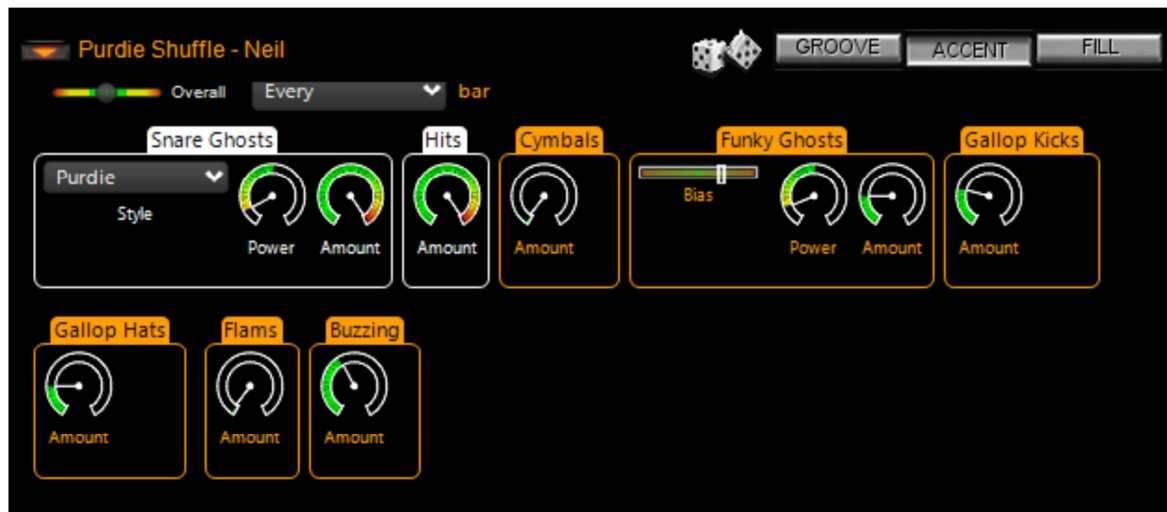 Purdie Shuffle - Neil
GROOVE
ACCENT
FILL
Overall
Every
bar
Snare Ghosts
Hits
Cymbals
Funky Ghosts
Gallop Kicks
Purdie
Style
Power
Amount
Amount
Amount
Bias
Power
Amount
Amount
Gallop Hats
Flams
Buzzing
Amount
Amount
Amount